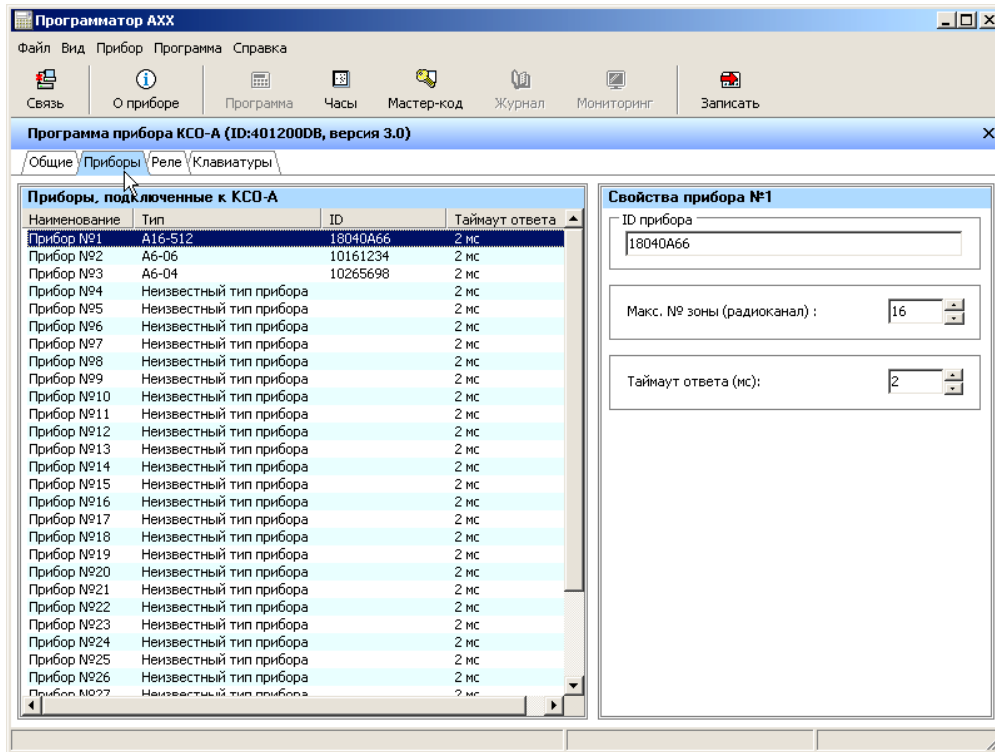 Программатор АХХ
Файл Вид Прибор Программа Справка
Связь О приборе Программа Часы Мастер-код Журнал Мониторинг Записать
Программа прибора КСО-А (ID:401200DB, версия 3.0)
Общие Приборы Реле Клавиатуры
Приборы, подключенные к КСО-А
Наименование Тип ID Таймаут ответа
Прибор №1 А16-512 18040A66 2 мс
Прибор №2 А6-06 10161234 2 мс
Прибор №3 А6-04 10265698 2 мс
Прибор №4 Неизвестный тип прибора 2 мс
Прибор №5 Неизвестный тип прибора 2 мс
Прибор №6 Неизвестный тип прибора 2 мс
Прибор №7 Неизвестный тип прибора 2 мс
Прибор №8 Неизвестный тип прибора 2 мс
Прибор №9 Неизвестный тип прибора 2 мс
Прибор №10 Неизвестный тип прибора 2 мс
Прибор №11 Неизвестный тип прибора 2 мс
Прибор №12 Неизвестный тип прибора 2 мс
Прибор №13 Неизвестный тип прибора 2 мс
Прибор №14 Неизвестный тип прибора 2 мс
Прибор №15 Неизвестный тип прибора 2 мс
Прибор №16 Неизвестный тип прибора 2 мс
Прибор №17 Неизвестный тип прибора 2 мс
Прибор №18 Неизвестный тип прибора 2 мс
Прибор №19 Неизвестный тип прибора 2 мс
Прибор №20 Неизвестный тип прибора 2 мс
Прибор №21 Неизвестный тип прибора 2 мс
Прибор №22 Неизвестный тип прибора 2 мс
Прибор №23 Неизвестный тип прибора 2 мс
Прибор №24 Неизвестный тип прибора 2 мс
Прибор №25 Неизвестный тип прибора 2 мс
Прибор №26 Неизвестный тип прибора 2 мс
Прибор №27 Неизвестный тип прибора 2 мс
Свойства прибора №1
ID прибора
18040A66
Макс. № зоны (радиоканал) : 16
Таймаут ответа (мс): 2